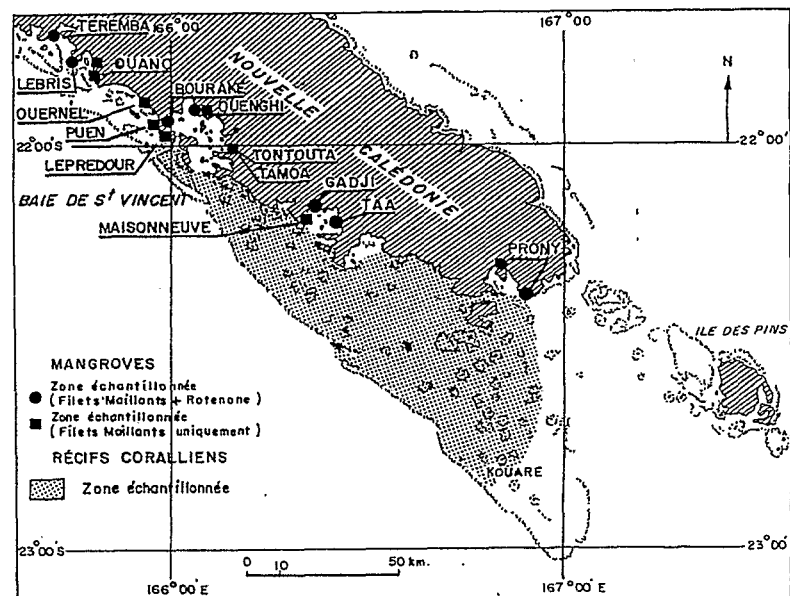 TEREMBA
166°00
167°00
OUANO
LEBRIS
BOURAKE
OUERNEL
OUENGHI
PUEN
LEPREDOUR
NOUVELLE
CALÉDONIE
N
22°00'S
22°00'
TONTOUTA
TAMOA
GADJI
TAA
BAIE DE St VINCENT
MAISONNEUVE
PRONY
ILE DES PINS
MANGROVES
Zone échantillonnée
(Filets Maillants + Rotenone)
Zone échantillonnée
(Filets Maillants uniquement)
RÉCIFS CORALLIENS
Zone échantillonnée
KOUARE
23°00'S
23°00'
0 10 50 km.
166°00'E
167°00'E